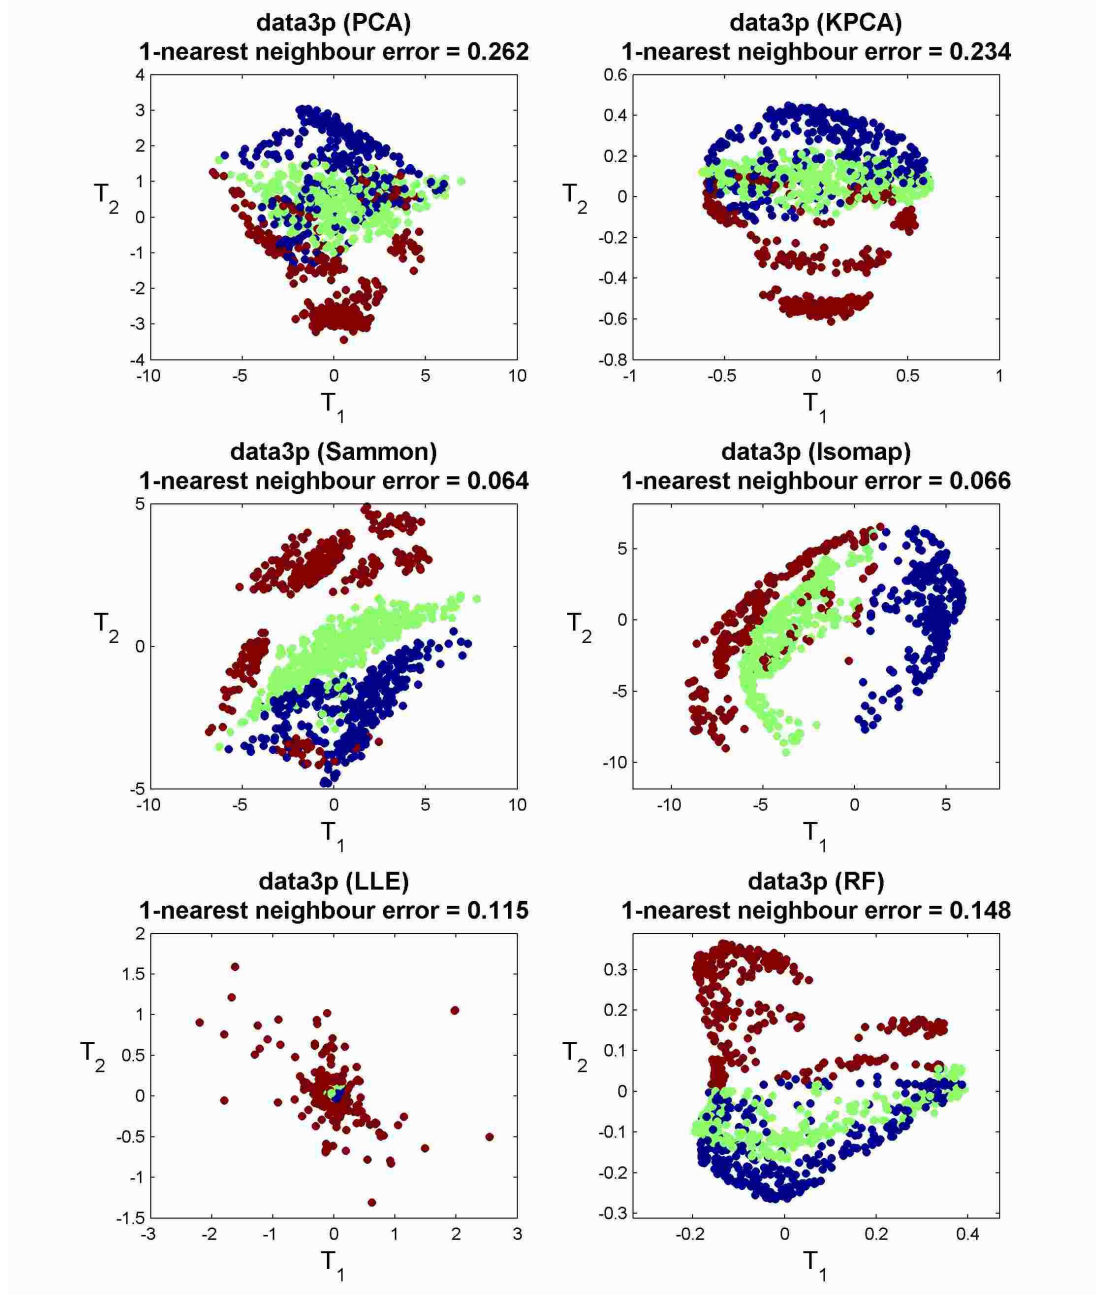 data3p (PCA)
1-nearest neighbour error = 0.262
4
3
2
1
0
-1
-2
-3
-4
T2
-10
-5
0
5
10
T1
data3p (KPCA)
1-nearest neighbour error = 0.234
0.6
0.4
0.2
0
-0.2
-0.4
-0.6
-0.8
T2
-1
-0.5
0
0.5
1
T1
data3p (Sammon)
1-nearest neighbour error = 0.064
5
0
-5
T2
-10
-5
0
5
10
T1
data3p (Isomap)
1-nearest neighbour error = 0.066
5
0
-5
-10
T2
-10
-5
0
5
T1
data3p (LLE)
1-nearest neighbour error = 0.115
2
1.5
1
0.5
0
-0.5
-1
-1.5
T2
-3
-2
-1
0
1
2
3
T1
data3p (RF)
1-nearest neighbour error = 0.148
0.3
0.2
0.1
0
-0.1
-0.2
-0.3
T2
-0.2
0
0.2
0.4
T1